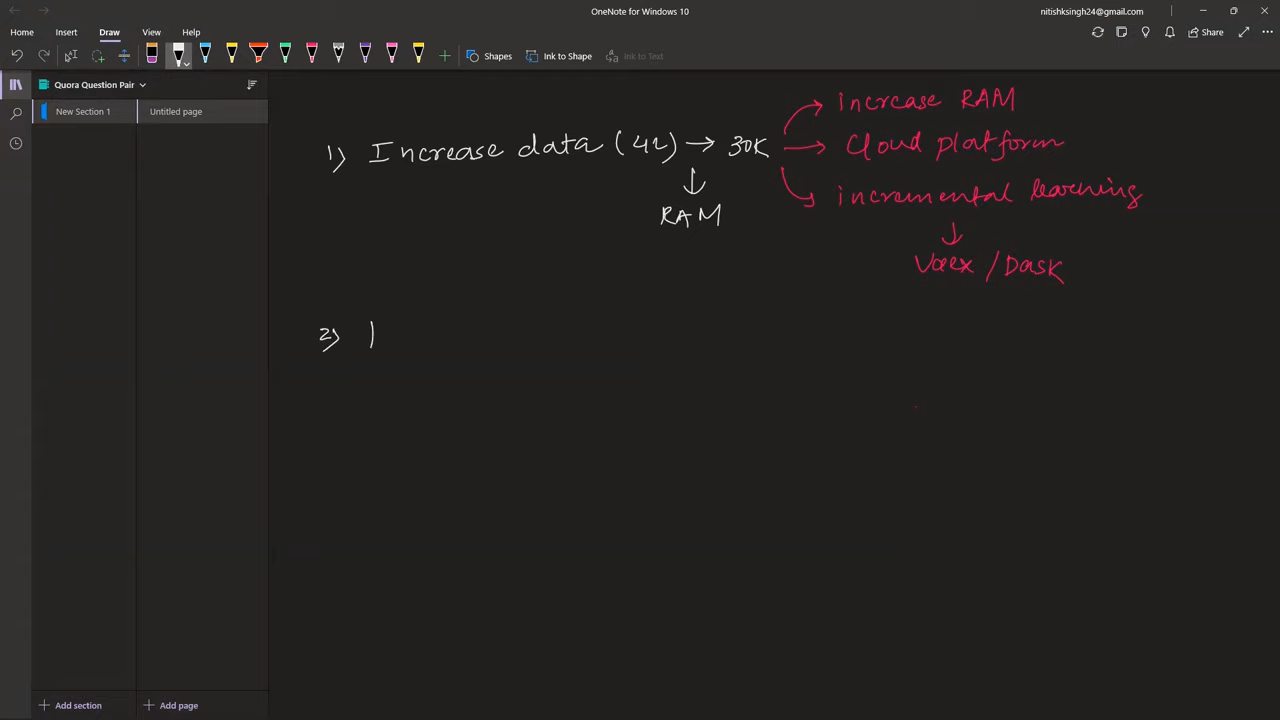 OneNote for Windows 10
nitishksingh24@gmail.com
Home Insert Draw View Help
Shapes Ink to Shape Ink to Text Share
Quora Question Pair
New Section 1 Untitled page
1) Increase data (4L) → 30K
↓
RAM
increase RAM
Cloud platform
incremental learning
↓
Vaex / Dask
2) |
Add section Add page